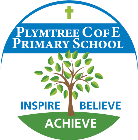 PLYMTREE C OF E
PRIMARY SCHOOL
INSPIRE BELIEVE
ACHIEVE